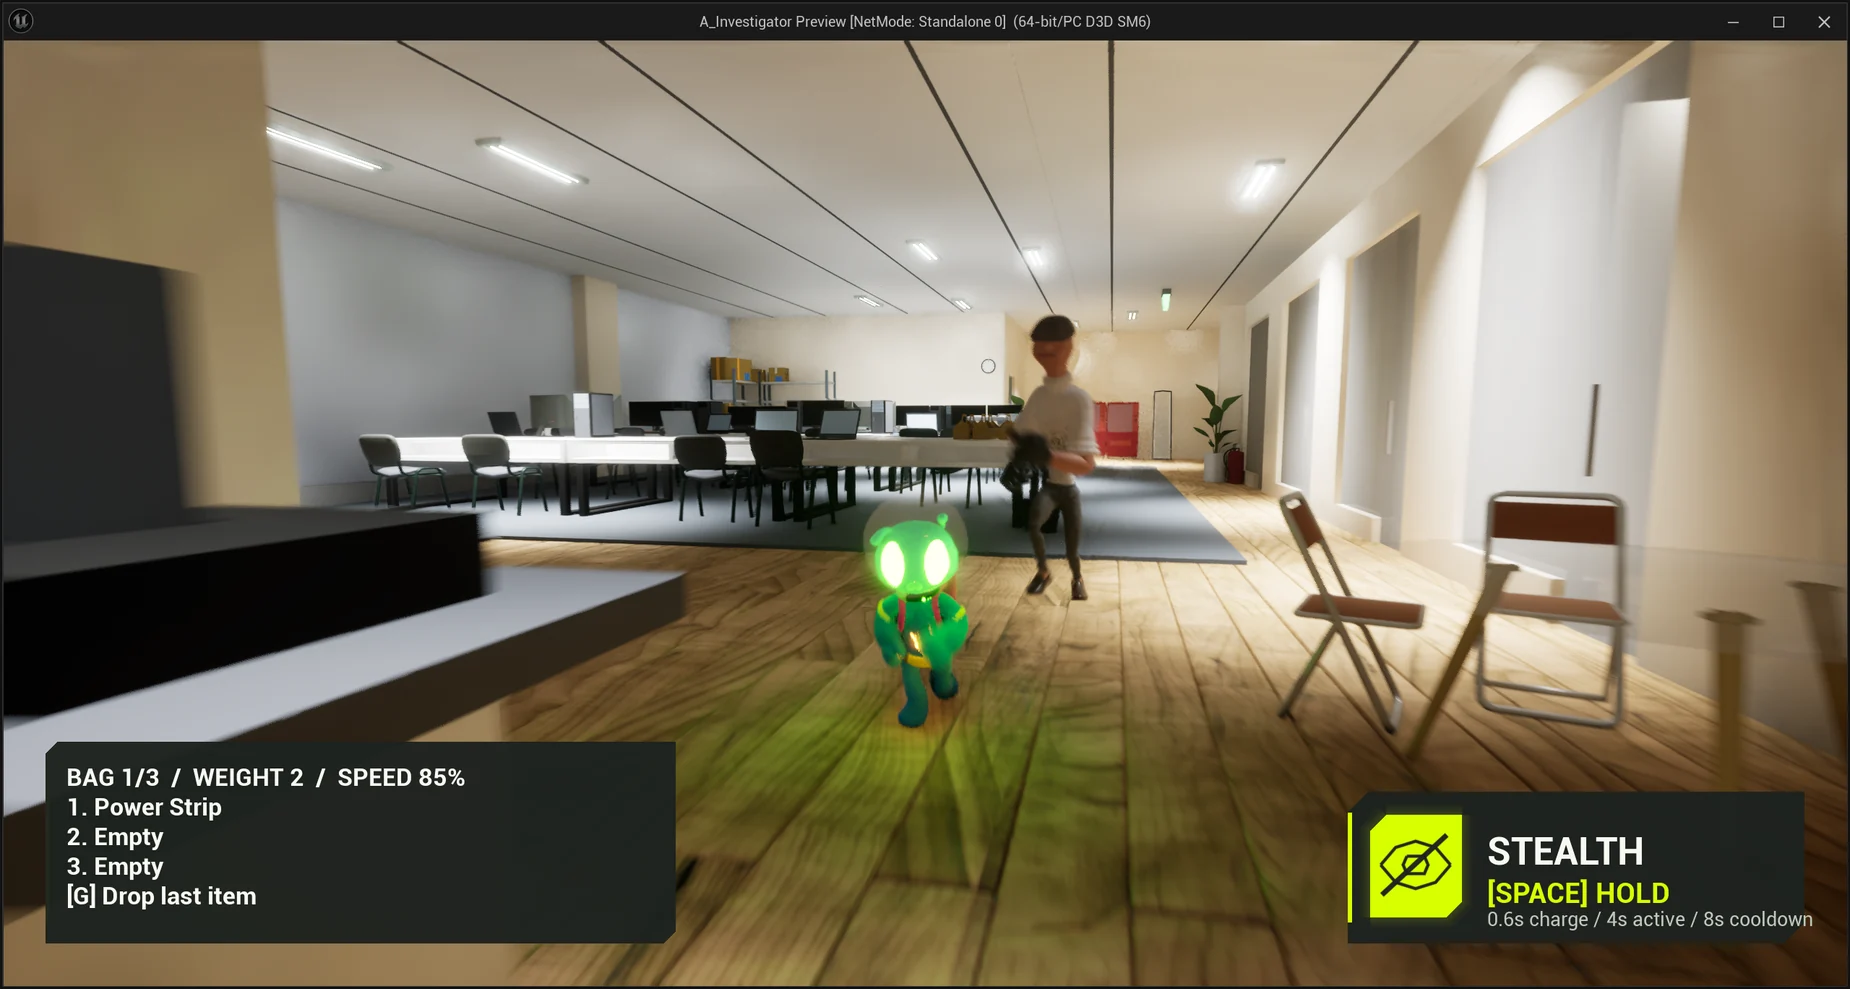 A_Investigator Preview [NetMode: Standalone 0] (64-bit/PC D3D SM6)
BAG 1/3 / WEIGHT 2 / SPEED 85%
1. Power Strip
2. Empty
3. Empty
[G] Drop last item
STEALTH
[SPACE] HOLD
0.6s charge / 4s active / 8s cooldown